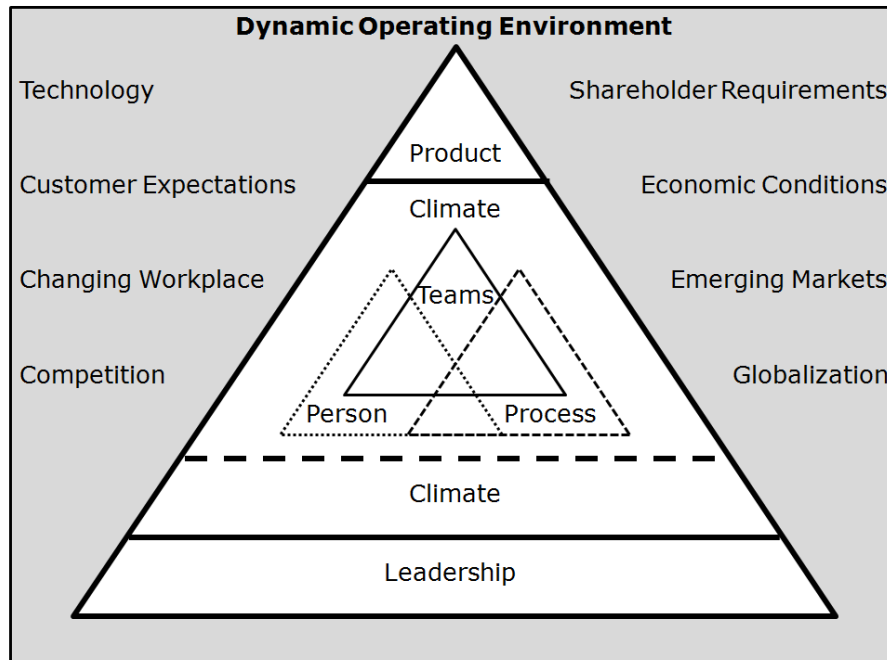 Dynamic Operating Environment
Technology
Shareholder Requirements
Product
Customer Expectations
Economic Conditions
Climate
Changing Workplace
Emerging Markets
Teams
Competition
Globalization
Person
Process
Climate
Leadership